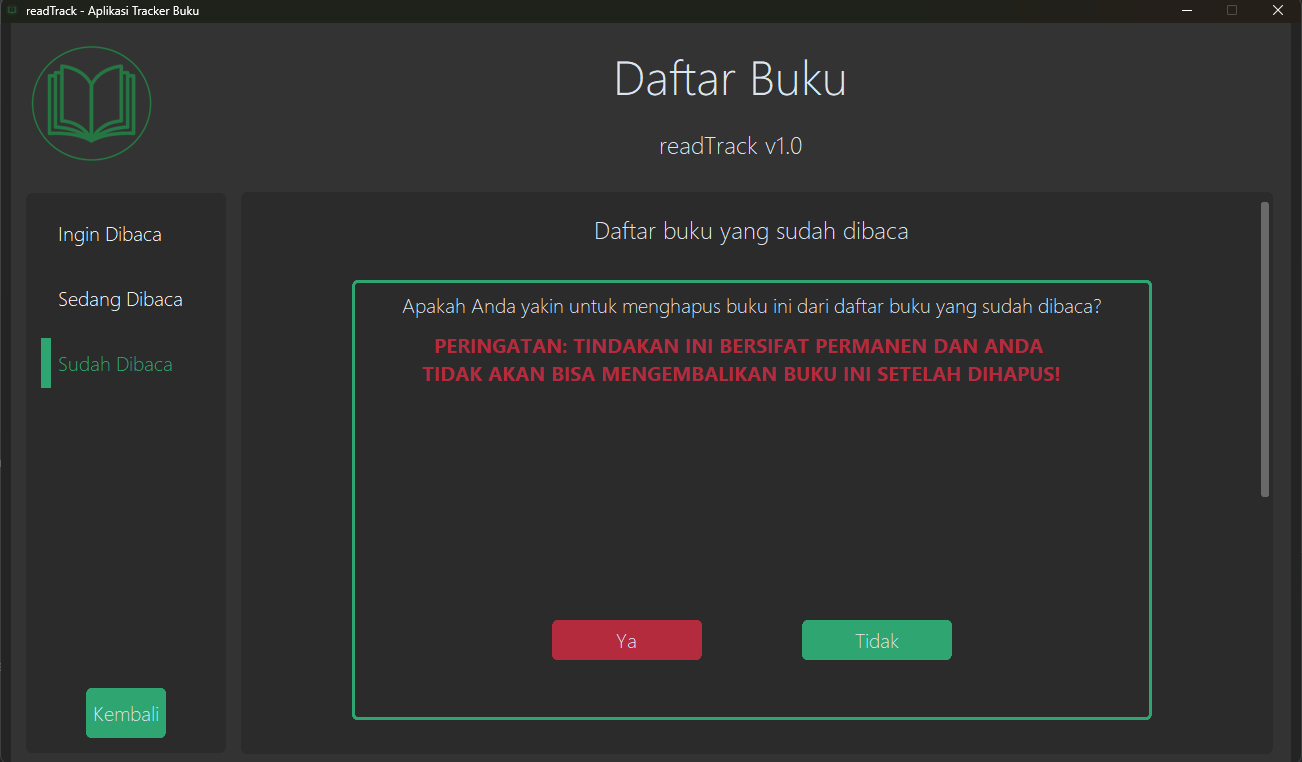 readTrack - Aplikasi Tracker Buku
Daftar Buku
readTrack v1.0
Ingin Dibaca
Sedang Dibaca
Sudah Dibaca
Kembali
Daftar buku yang sudah dibaca
Apakah Anda yakin untuk menghapus buku ini dari daftar buku yang sudah dibaca?
PERINGATAN: TINDAKAN INI BERSIFAT PERMANEN DAN ANDA
TIDAK AKAN BISA MENGEMBALIKAN BUKU INI SETELAH DIHAPUS!
Ya
Tidak